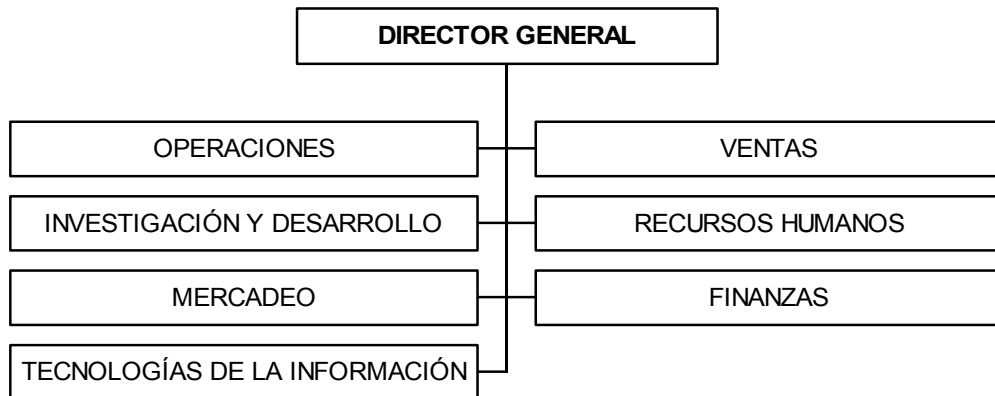 DIRECTOR GENERAL
OPERACIONES
VENTAS
INVESTIGACIÓN Y DESARROLLO
RECURSOS HUMANOS
MERCADEO
FINANZAS
TECNOLOGÍAS DE LA INFORMACIÓN